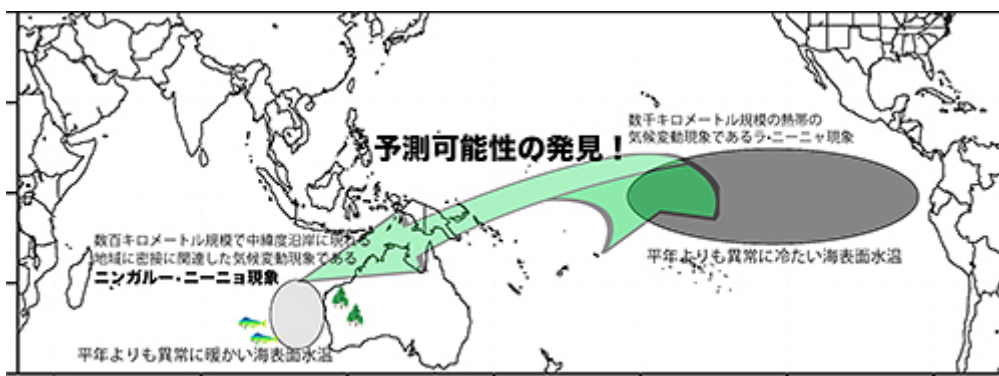 数千キロメートル規模の熱帯の
気候変動現象であるラ・ニーニャ現象
予測可能性の発見！
数百キロメートル規模で中緯度沿岸に現れる
地域に密接に関連した気候変動現象である
ニンガルー・ニーニョ現象
平年よりも異常に冷たい海表面水温
平年よりも異常に暖かい海表面水温